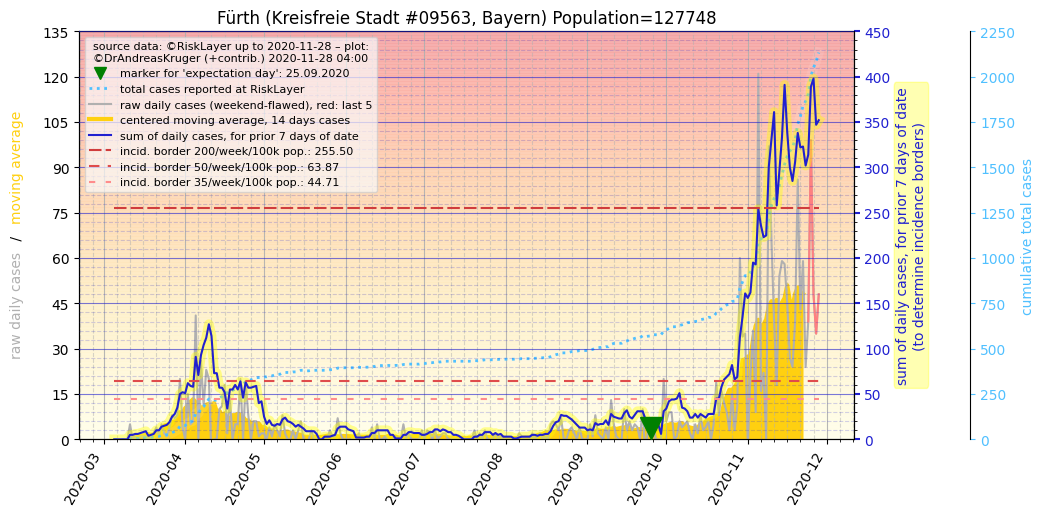 Fürth (Kreisfreie Stadt #09563, Bayern) Population=127748
source data: ©RiskLayer up to 2020-11-28 – plot:
©DrAndreasKruger (+contrib.) 2020-11-28 04:00
marker for 'expectation day': 25.09.2020
total cases reported at RiskLayer
raw daily cases (weekend-flawed), red: last 5
centered moving average, 14 days cases
sum of daily cases, for prior 7 days of date
incid. border 200/week/100k pop.: 255.50
incid. border 50/week/100k pop.: 63.87
incid. border 35/week/100k pop.: 44.71
raw daily cases / moving average
135
120
105
90
75
60
45
30
15
0
450
400
350
300
250
200
150
100
50
0
sum of daily cases, for prior 7 days of date
(to determine incidence borders)
2250
2000
1750
1500
1250
1000
750
500
250
0
cumulative total cases
2020-03
2020-04
2020-05
2020-06
2020-07
2020-08
2020-09
2020-10
2020-11
2020-12